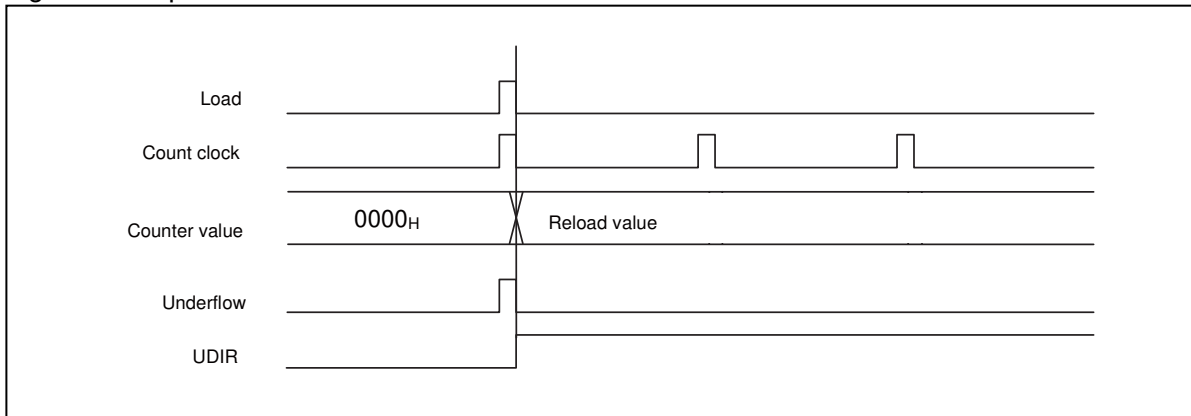 Load
Count clock
0000H
Reload value
Counter value
Underflow
UDIR